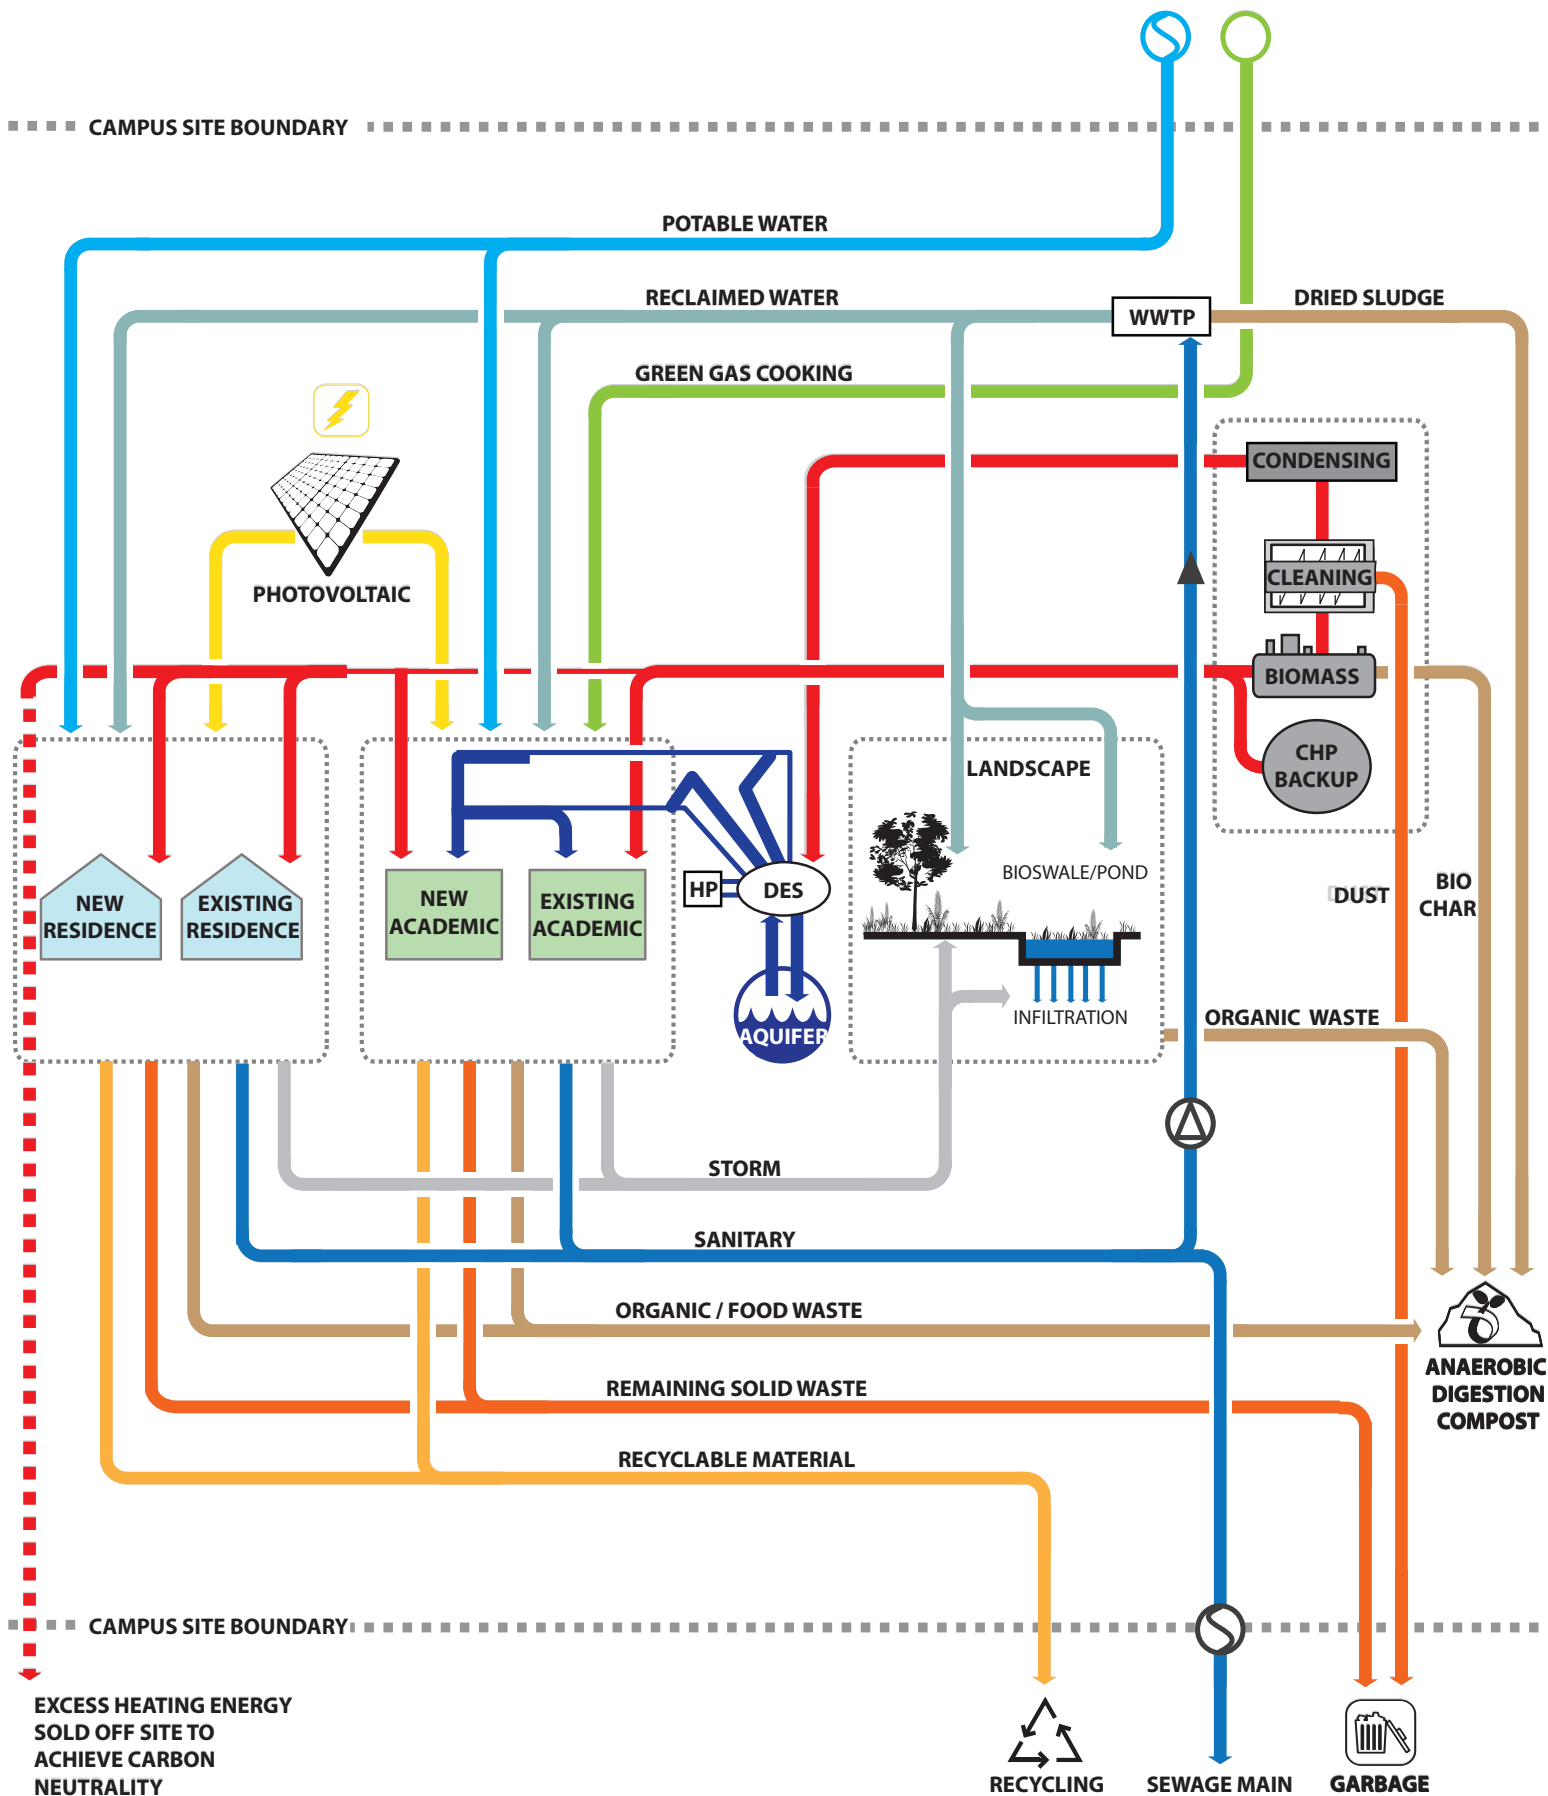 CAMPUS SITE BOUNDARY
POTABLE WATER
RECLAIMED WATER
WWTP
DRIED SLUDGE
GREEN GAS COOKING
CONDENSING
CLEANING
PHOTOVOLTAIC
BIOMASS
CHP
BACKUP
LANDSCAPE
BIOSWALE/POND
NEW
RESIDENCE
EXISTING
RESIDENCE
NEW
ACADEMIC
EXISTING
ACADEMIC
HP
DES
DUST
BIO
CHAR
AQUIFER
INFILTRATION
ORGANIC WASTE
STORM
SANITARY
ORGANIC / FOOD WASTE
ANAEROBIC
DIGESTION
COMPOST
REMAINING SOLID WASTE
RECYCLABLE MATERIAL
CAMPUS SITE BOUNDARY
EXCESS HEATING ENERGY
SOLD OFF SITE TO
ACHIEVE CARBON
NEUTRALITY
RECYCLING
SEWAGE MAIN
GARBAGE